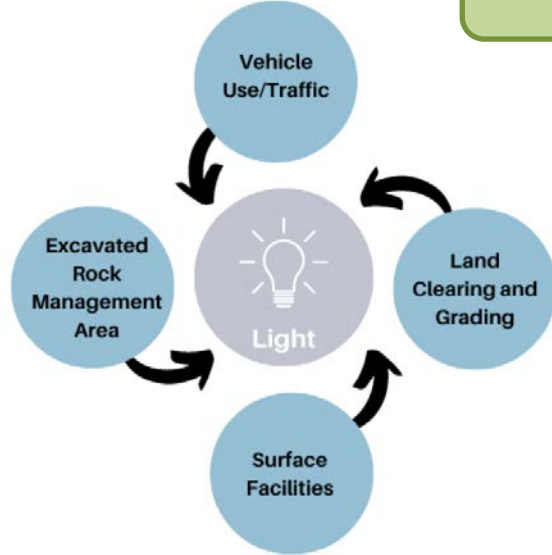 Vehicle
Use/Traffic
Excavated
Rock
Management
Area
Light
Land
Clearing and
Grading
Surface
Facilities